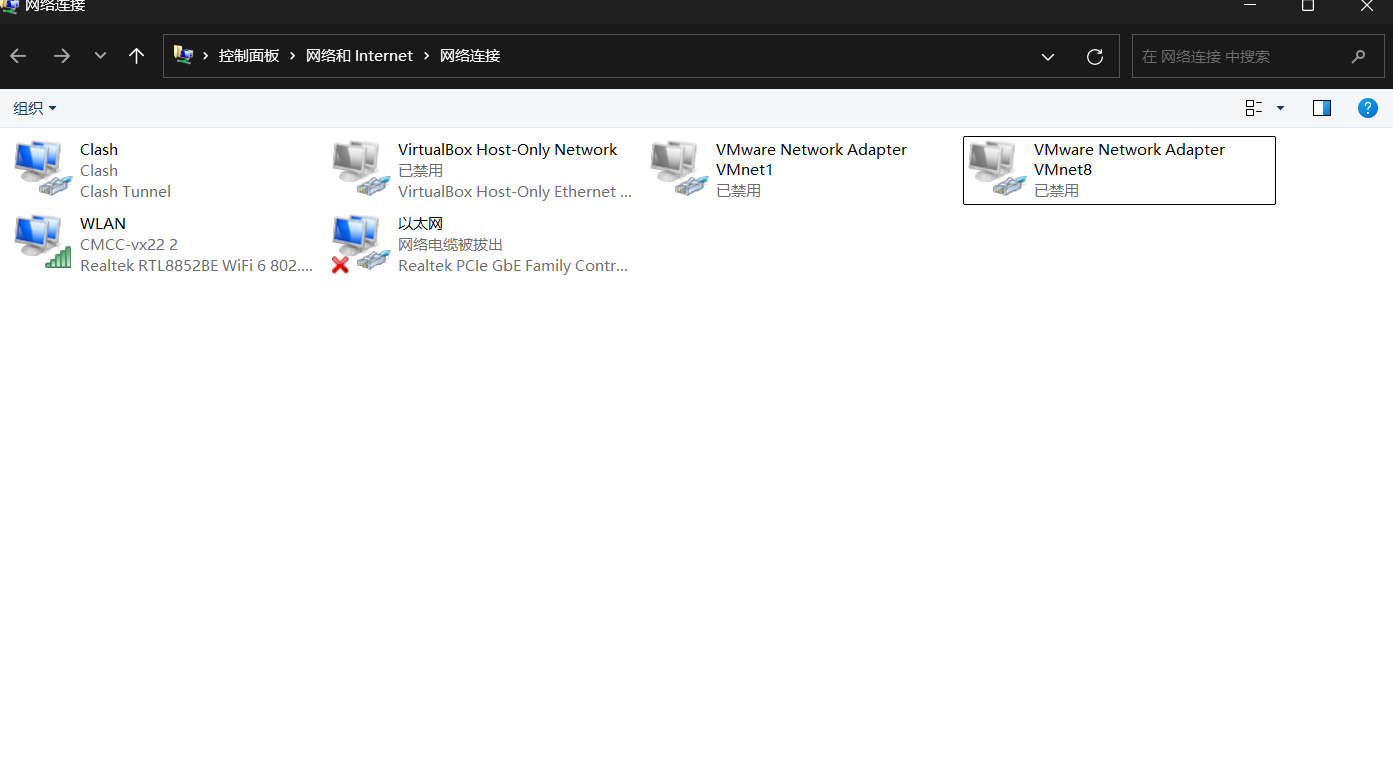 网络连接
控制面板 网络和 Internet 网络连接
在 网络连接 中搜索
组织
Clash
Clash
Clash Tunnel
VirtualBox Host-Only Network
已禁用
VirtualBox Host-Only Ethernet ...
VMware Network Adapter
VMnet1
已禁用
VMware Network Adapter
VMnet8
已禁用
WLAN
CMCC-vx22 2
Realtek RTL8852BE WiFi 6 802....
以太网
网络电缆被拔出
Realtek PCIe GbE Family Contr...